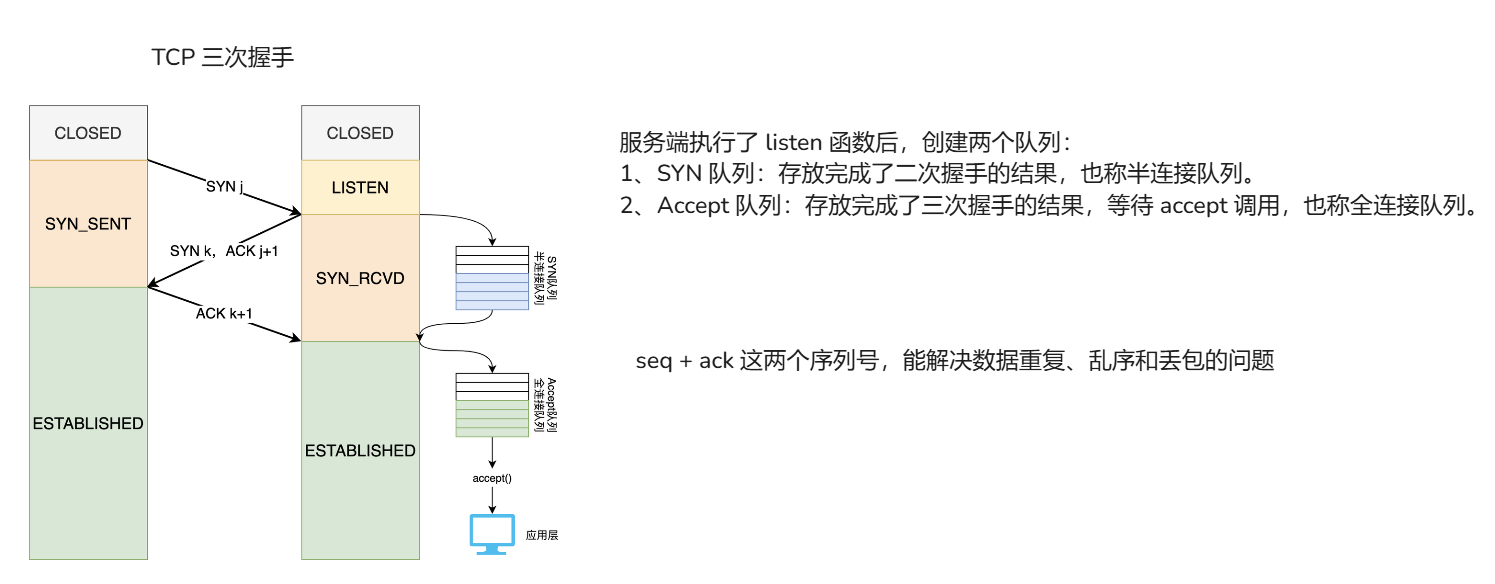 TCP 三次握手
CLOSED
CLOSED
LISTEN
SYN j
SYN_SENT
SYN k，ACK j+1
SYN_RCVD
SYN队列
半连接队列
ACK k+1
ESTABLISHED
ESTABLISHED
Accept队列
全连接队列
accept()
应用层
服务端执行了 listen 函数后，创建两个队列：
1、SYN 队列：存放完成了二次握手的结果，也称半连接队列。
2、Accept 队列：存放完成了三次握手的结果，等待 accept 调用，也称全连接队列。
seq + ack 这两个序列号，能解决数据重复、乱序和丢包的问题